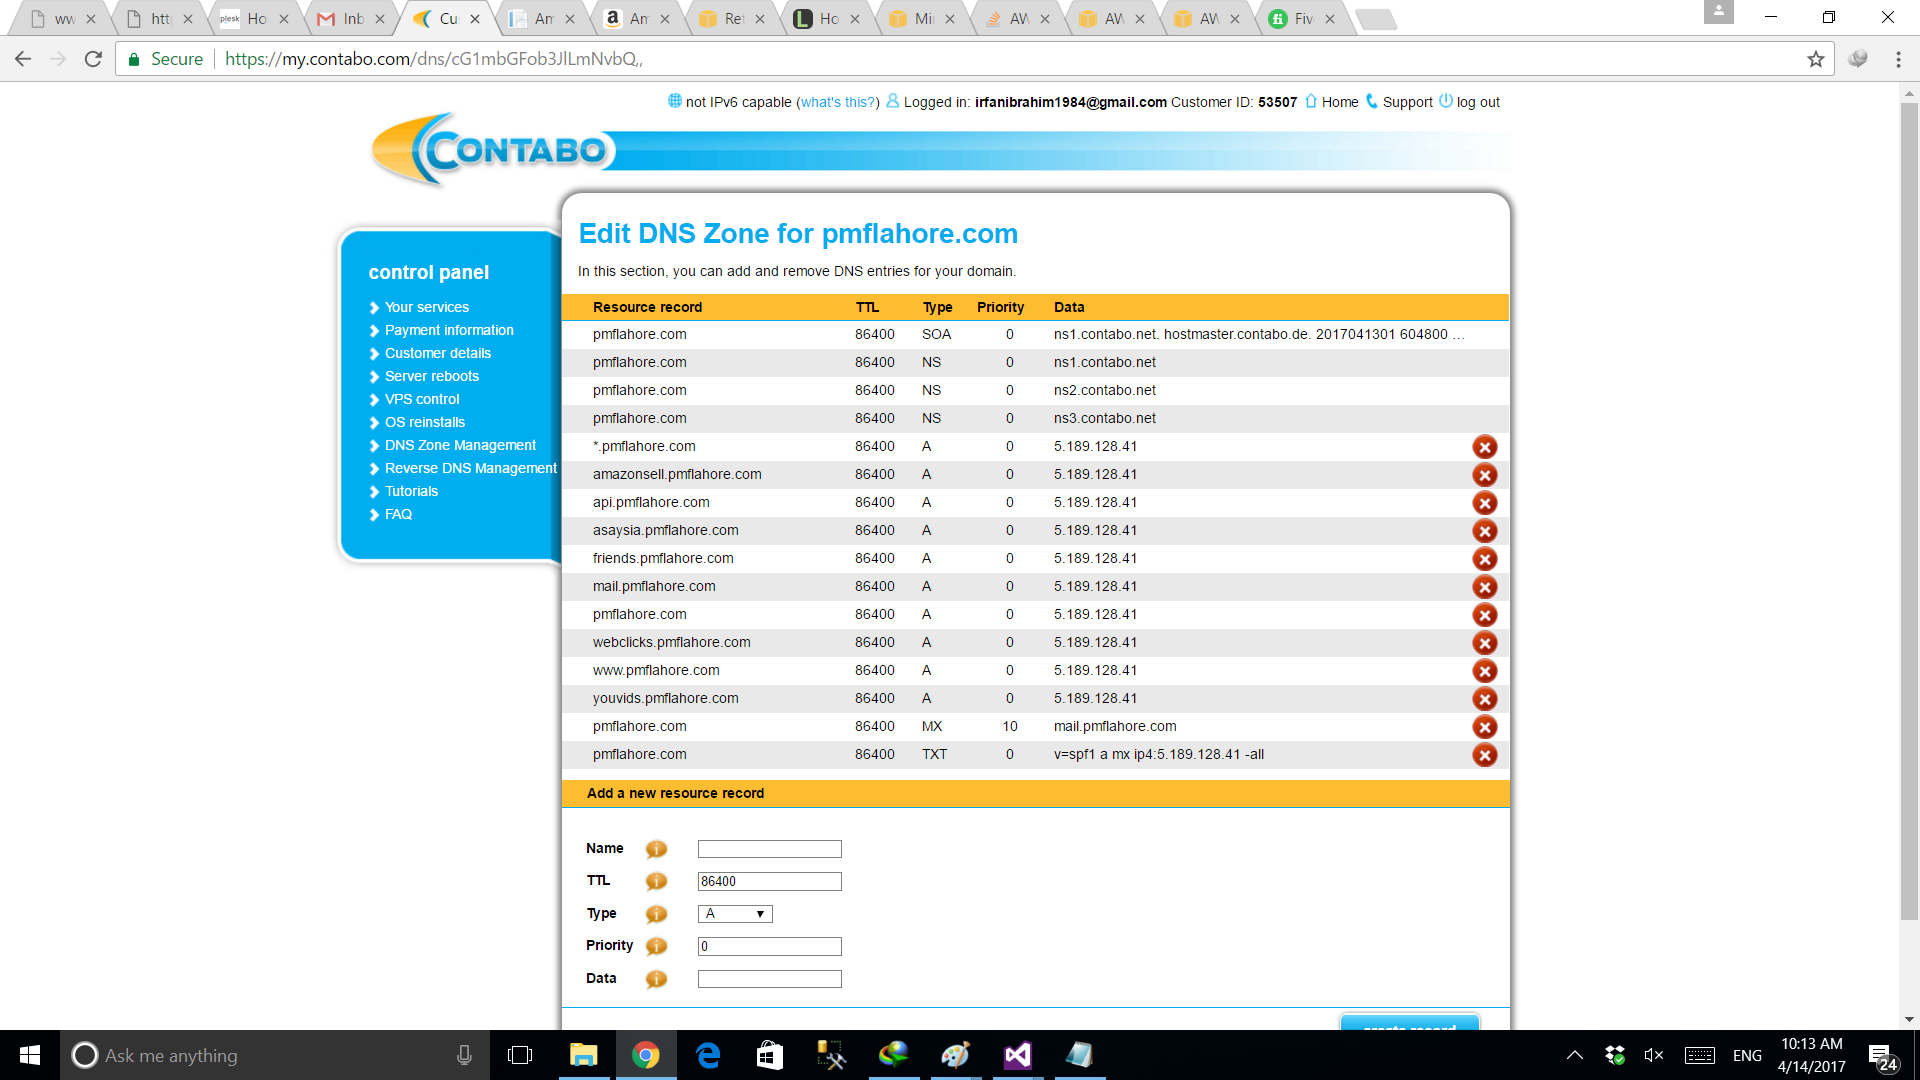 ww
htt
plesk Ho
Inb
Cu
Am
Am
Ret
Ho
Mi
AW
AW
AW
Fiv
Secure https://my.contabo.com/dns/cG1mbGFob3JlLmNvbQ,,
not IPv6 capable (what's this?) Logged in: irfanibrahim1984@gmail.com Customer ID: 53507 Home Support log out
CONTABO
control panel
Your services
Payment information
Customer details
Server reboots
VPS control
OS reinstalls
DNS Zone Management
Reverse DNS Management
Tutorials
FAQ
Edit DNS Zone for pmflahore.com
In this section, you can add and remove DNS entries for your domain.
Resource record TTL Type Priority Data
pmflahore.com 86400 SOA 0 ns1.contabo.net. hostmaster.contabo.de. 2017041301 604800 ...
pmflahore.com 86400 NS 0 ns1.contabo.net
pmflahore.com 86400 NS 0 ns2.contabo.net
pmflahore.com 86400 NS 0 ns3.contabo.net
*.pmflahore.com 86400 A 0 5.189.128.41
amazonsell.pmflahore.com 86400 A 0 5.189.128.41
api.pmflahore.com 86400 A 0 5.189.128.41
asaysia.pmflahore.com 86400 A 0 5.189.128.41
friends.pmflahore.com 86400 A 0 5.189.128.41
mail.pmflahore.com 86400 A 0 5.189.128.41
pmflahore.com 86400 A 0 5.189.128.41
webclicks.pmflahore.com 86400 A 0 5.189.128.41
www.pmflahore.com 86400 A 0 5.189.128.41
youvids.pmflahore.com 86400 A 0 5.189.128.41
pmflahore.com 86400 MX 10 mail.pmflahore.com
pmflahore.com 86400 TXT 0 v=spf1 a mx ip4:5.189.128.41 -all
Add a new resource record
Name
TTL 86400
Type A
Priority 0
Data
create record
Ask me anything
ENG
10:13 AM
4/14/2017
24